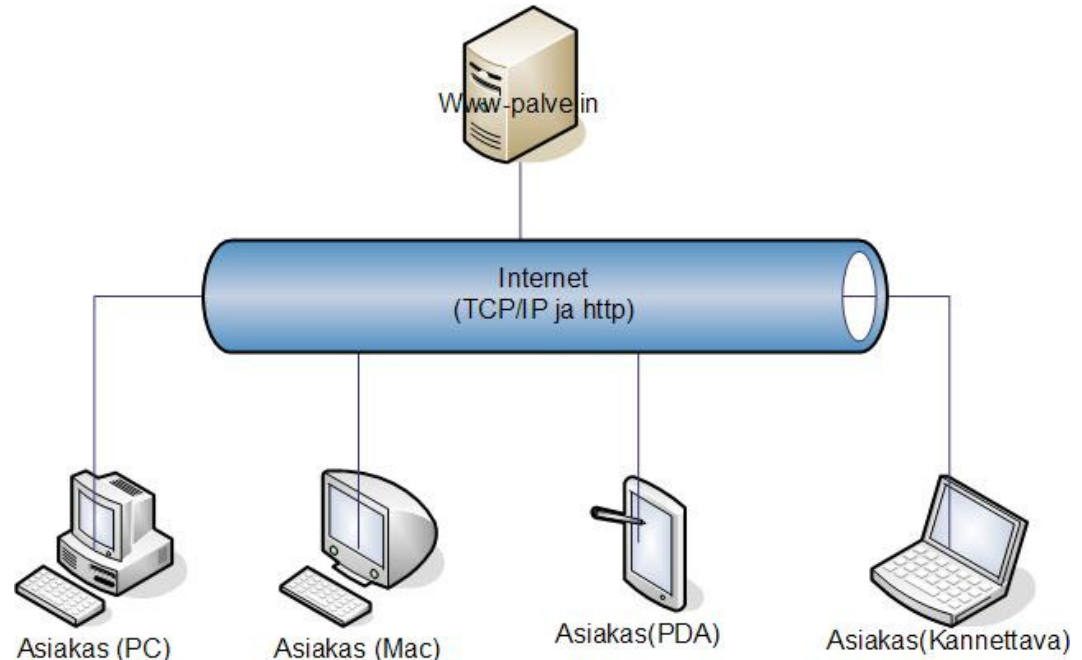 Www-palvelin
Internet
(TCP/IP ja http)
Asiakas (PC)
Asiakas (Mac)
Asiakas(PDA)
Asiakas(Kannettava)